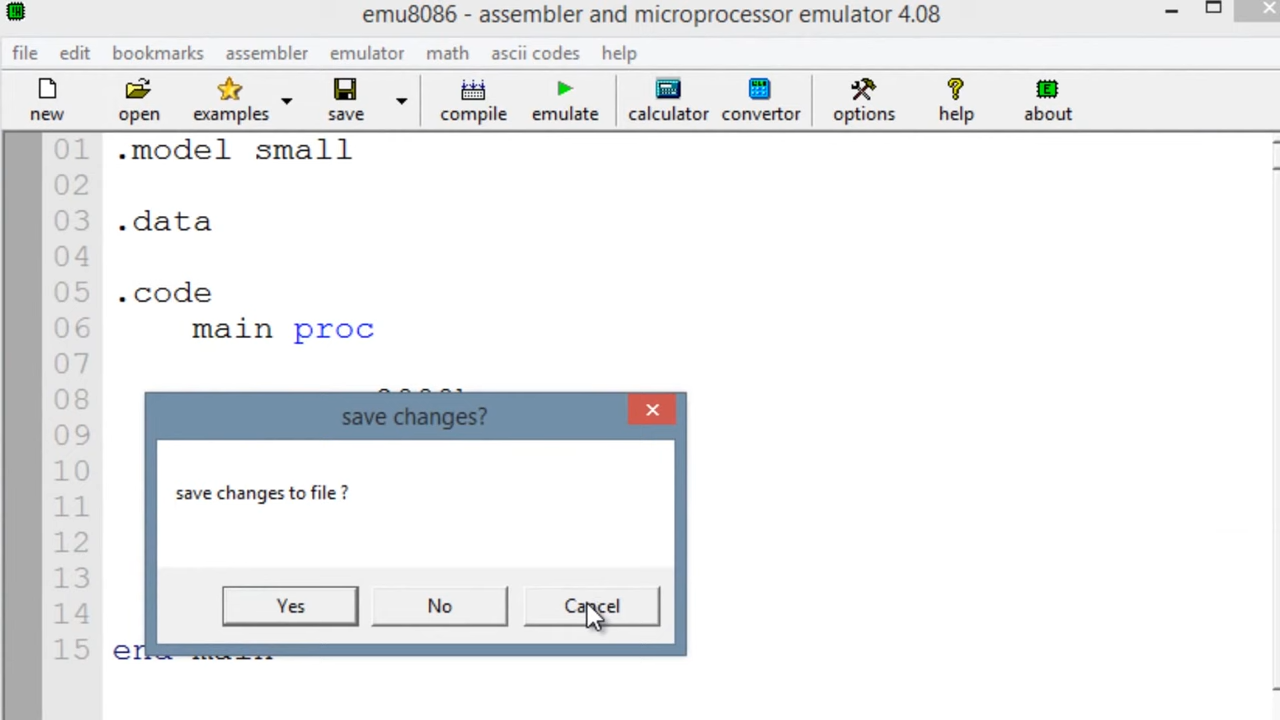 emu8086 - assembler and microprocessor emulator 4.08
file edit bookmarks assembler emulator math ascii codes help
new open examples save compile emulate calculator convertor options help about
01 .model small
02
03 .data
04
05 .code
06 main proc
07
08
09
10
11
12
13
14
15 end main
save changes?
save changes to file ?
Yes No Cancel